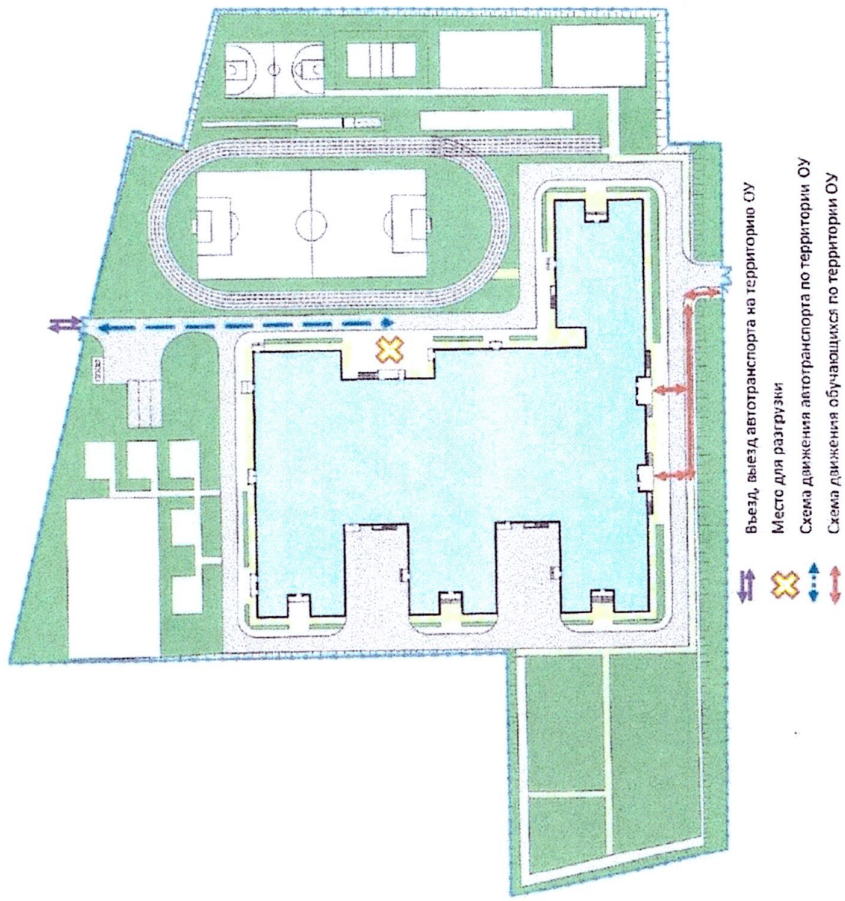 Въезд, выезд автотранспорта на территорию ОУ
Место для разгрузки
Схема движения автотранспорта по территории ОУ
Схема движения обучающихся по территории ОУ